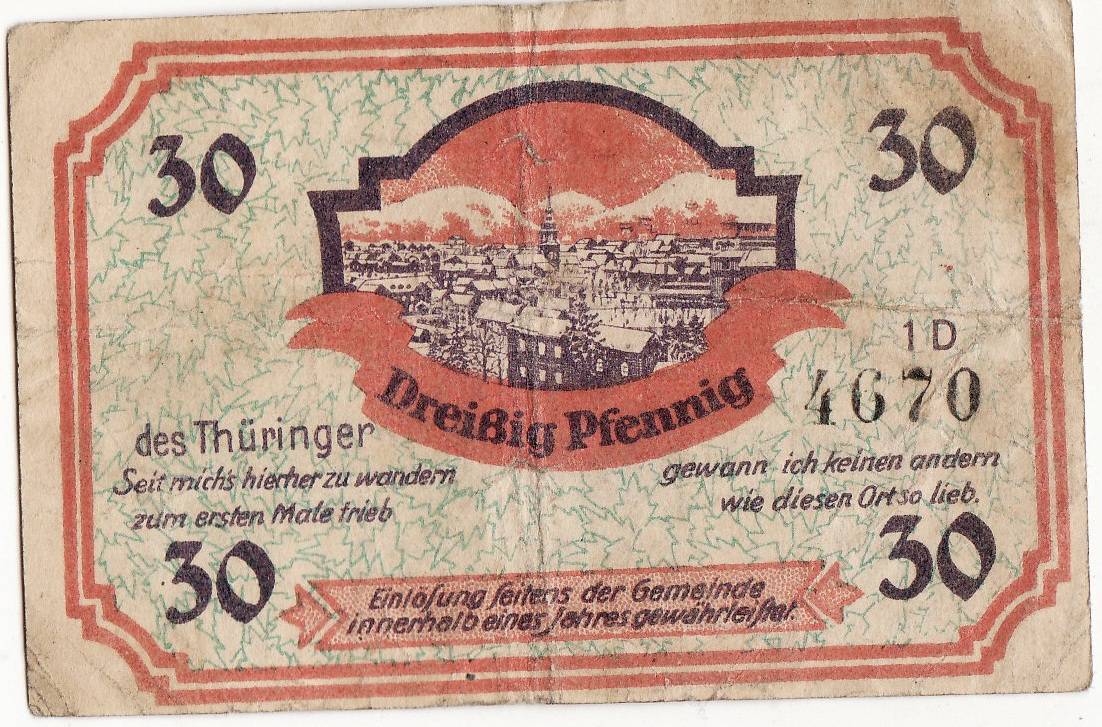 30
30
Dreißig Pfennig
1D
4670
des Thüringer
Seit mich's hierher zu wandern
zum ersten Male trieb
gewann ich keinen andern
wie diesen Ort so lieb.
30
30
Einlösung seitens der Gemeinde
innerhalb eines Jahres gewährleistet.